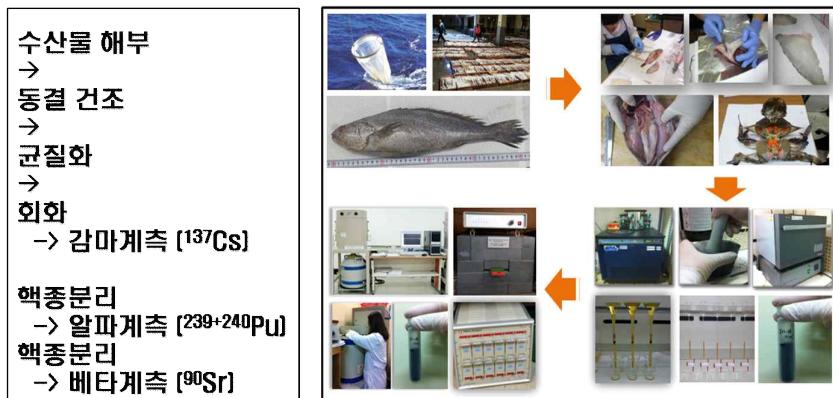 수산물 해부
→
동결 건조
→
균질화
→
회화
-> 감마계측 (¹³⁷Cs)
핵종분리
-> 알파계측 (²³⁹⁺²⁴⁰Pu)
핵종분리
-> 베타계측 (⁹⁰Sr)